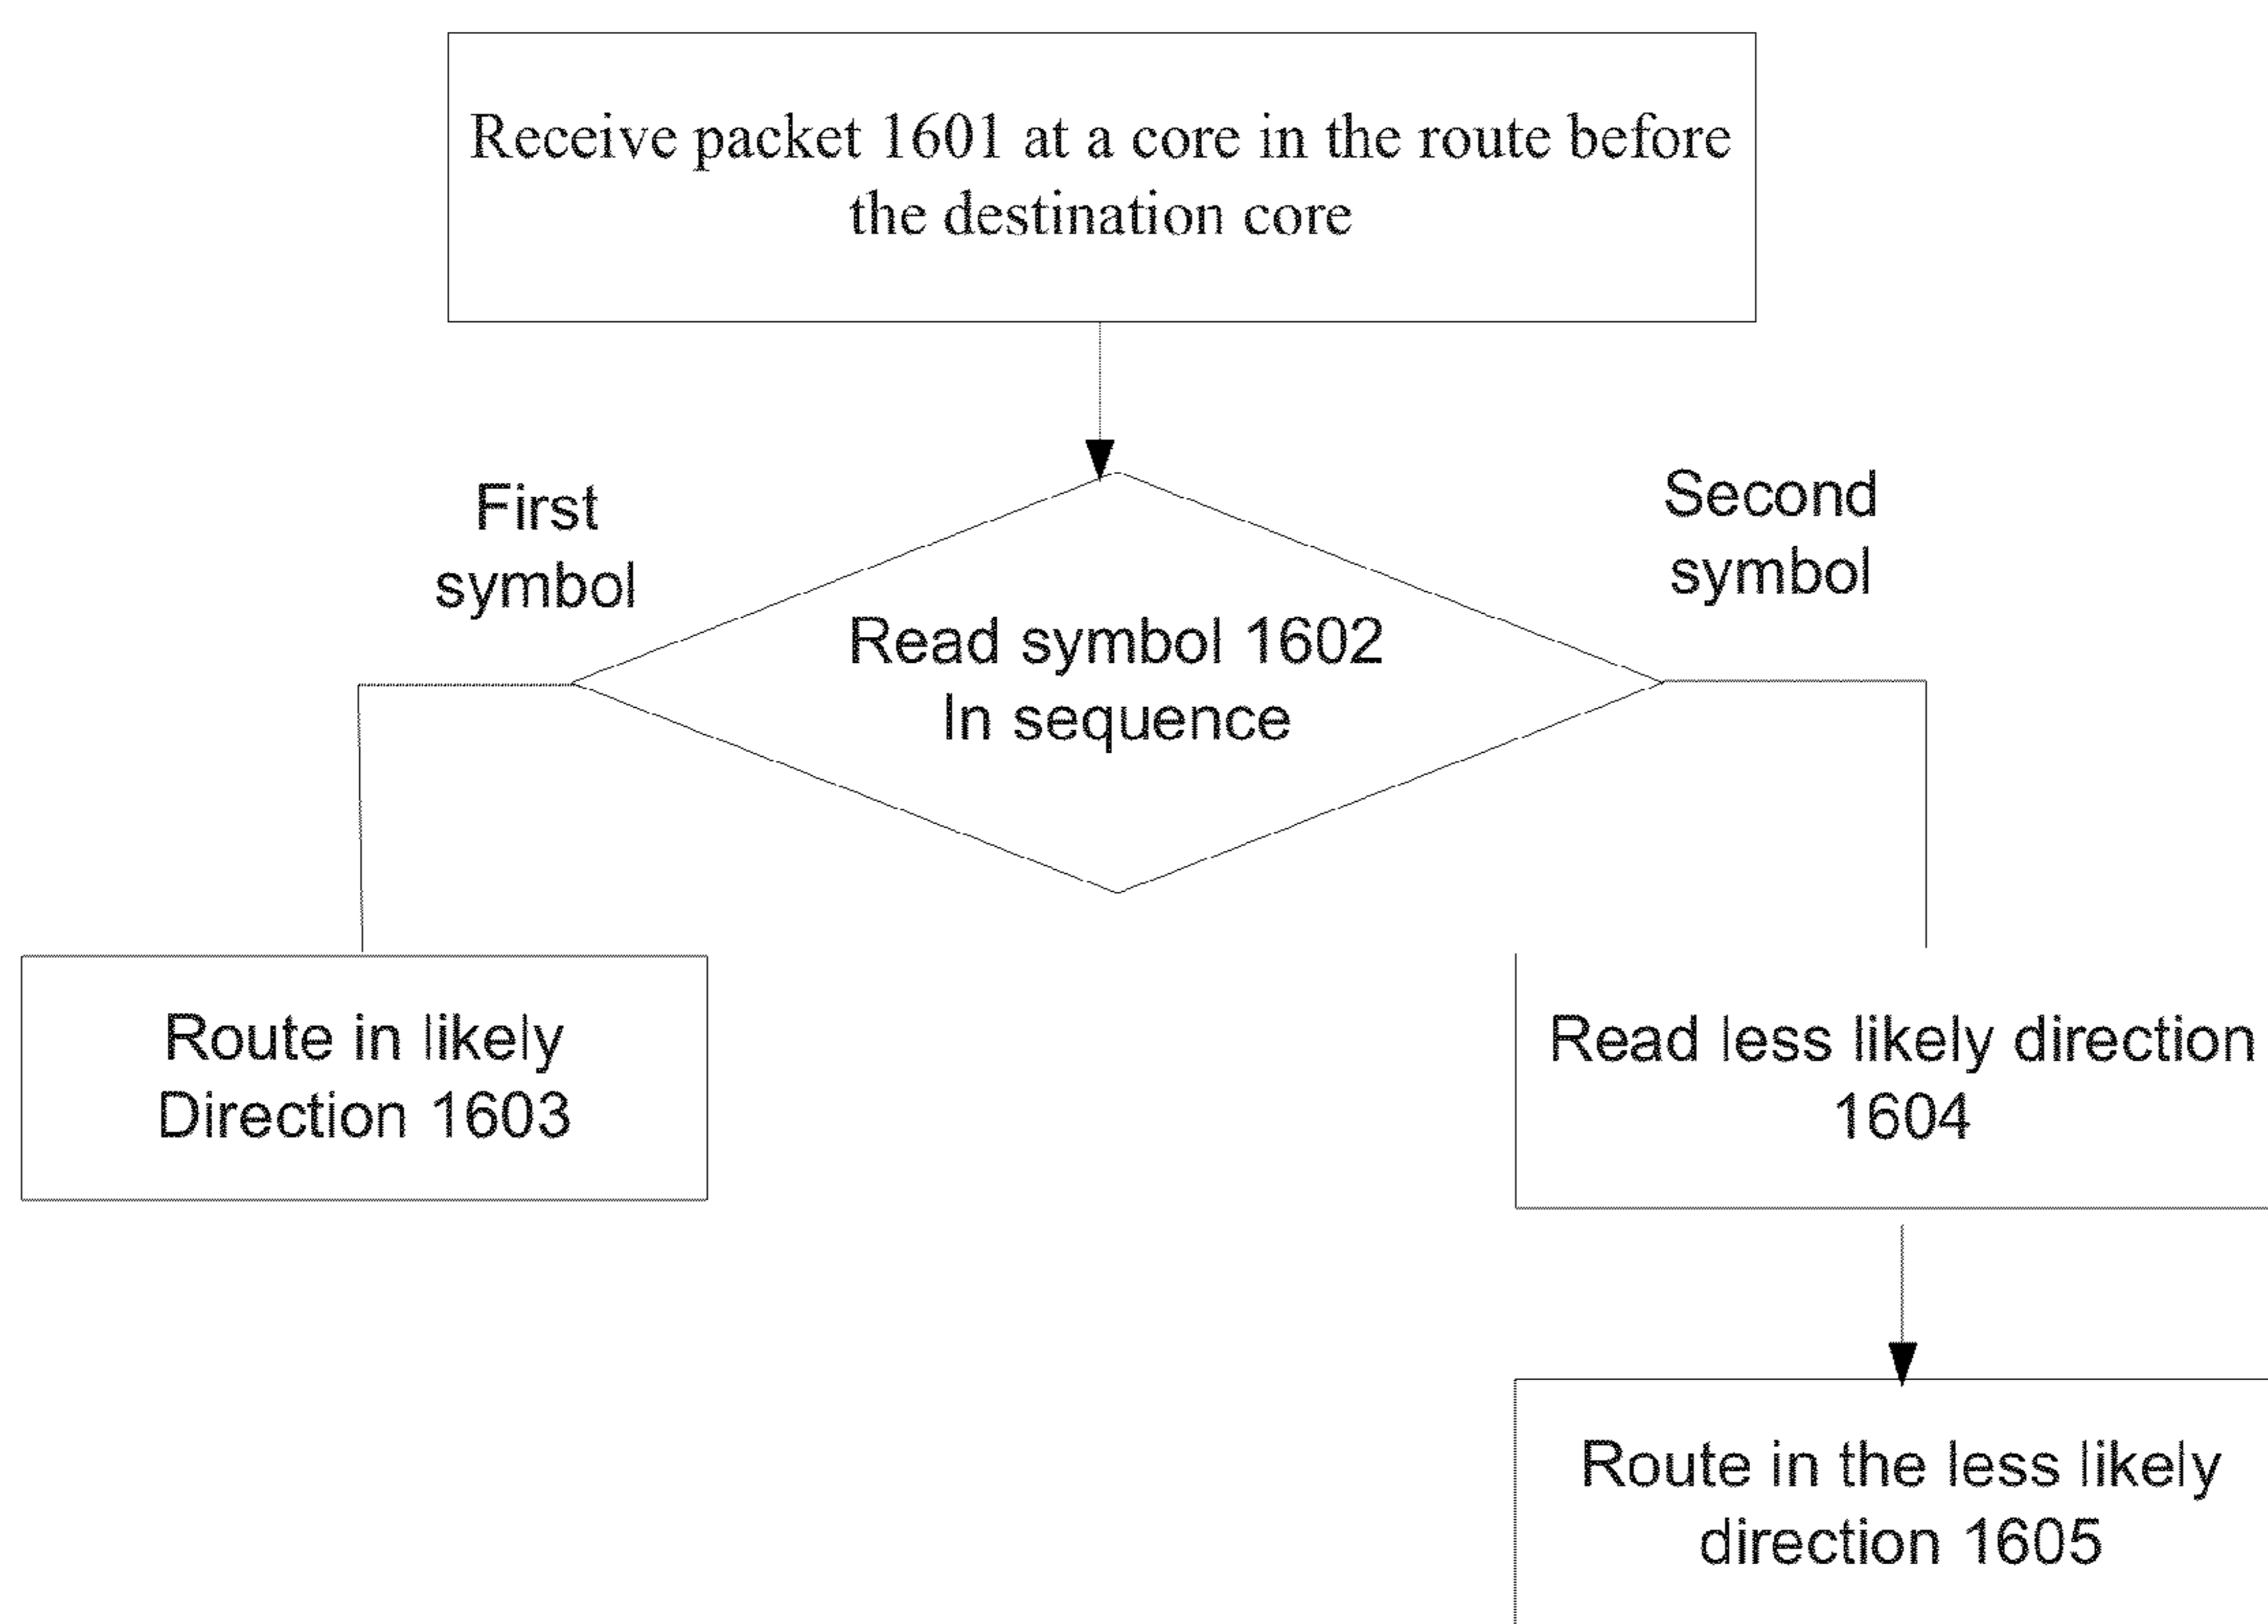 Receive packet 1601 at a core in the route before
the destination core
First
symbol
Second
symbol
Read symbol 1602
In sequence
Route in likely
Direction 1603
Read less likely direction
1604
Route in the less likely
direction 1605